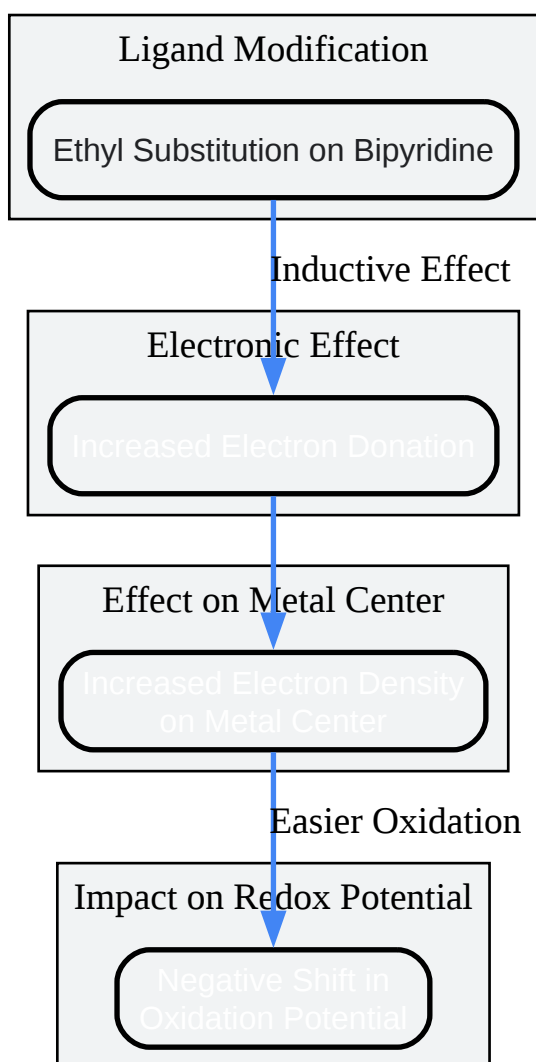 Ligand Modification
Ethyl Substitution on Bipyridine
Inductive Effect
Electronic Effect
Increased Electron Donation
Effect on Metal Center
Increased Electron Density
on Metal Center
Easier Oxidation
Impact on Redox Potential
Negative Shift in
Oxidation Potential